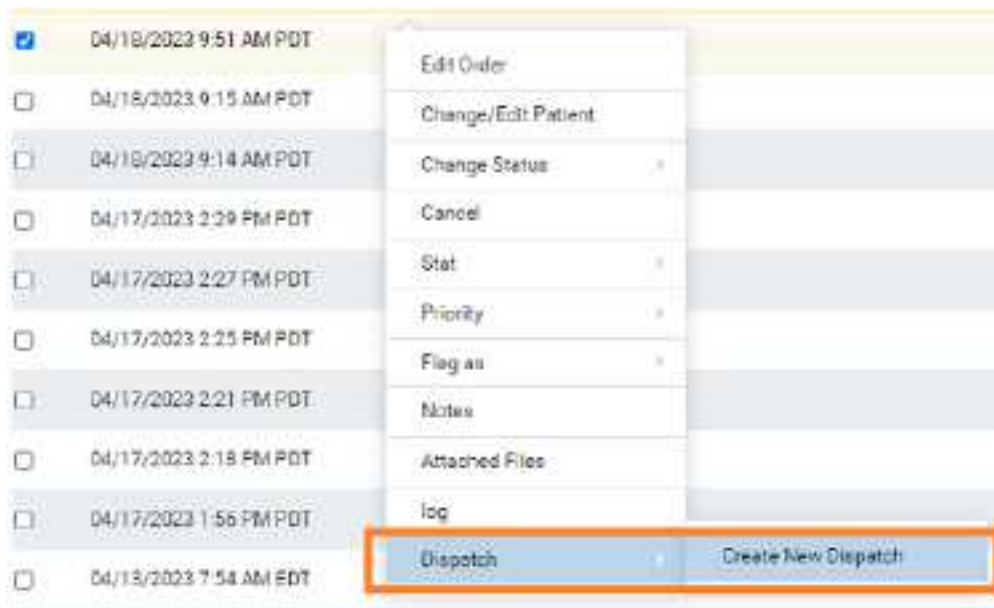 04/18/2023 9:51 AM PDT
Edit Order
04/18/2023 9:15 AM PDT
Change/Edit Patient
04/18/2023 9:14 AM PDT
Change Status
04/17/2023 2:29 PM PDT
Cancel
04/17/2023 2:27 PM PDT
Stat
04/17/2023 2:25 PM PDT
Priority
Flag as
04/17/2023 2:21 PM PDT
Notes
04/17/2023 2:18 PM PDT
Attached Files
04/17/2023 1:56 PM PDT
log
Dispatch
Create New Dispatch
04/13/2023 7:54 AM EDT